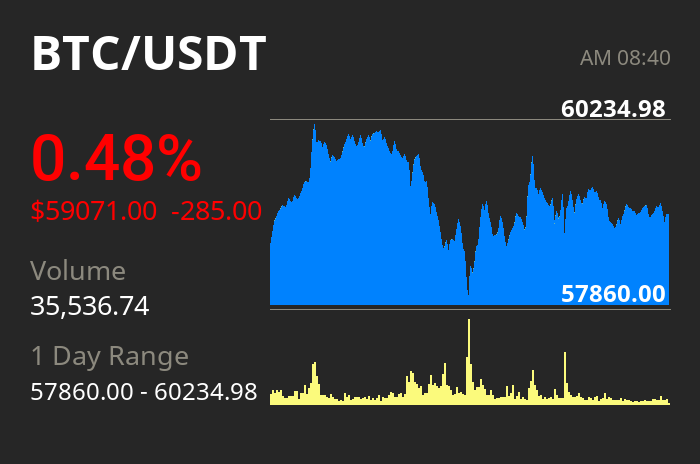 BTC/USDT
AM 08:40
60234.98
0.48%
$59071.00 -285.00
Volume
35,536.74
57860.00
1 Day Range
57860.00 - 60234.98